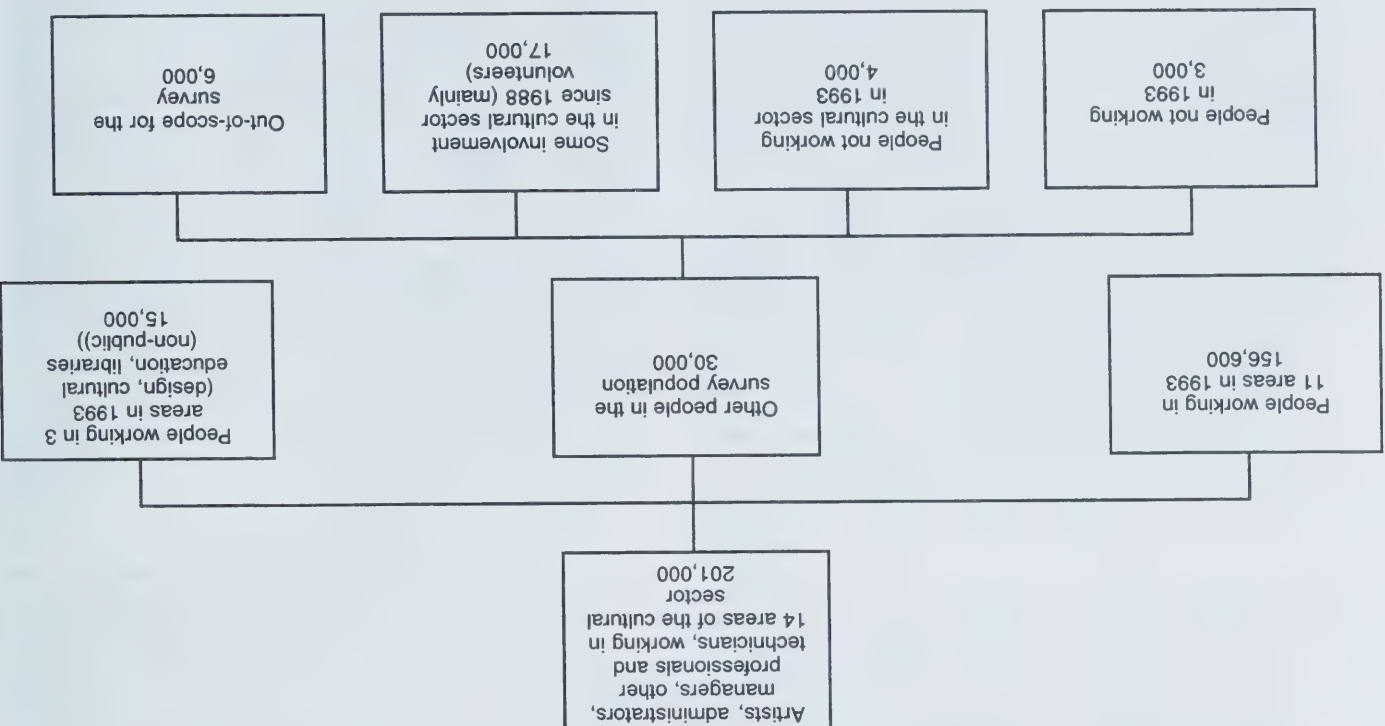 Artists, administrators,
managers, other
professionals and
technicians, working in
14 areas of the cultural
sector
201,000
People working in
11 areas in 1993
156,600
Other people in the
survey population
30,000
People working in 3
areas in 1993
(design, cultural
education, libraries
(non-public))
15,000
People not working
in 1993
3,000
People not working
in the cultural sector
in 1993
4,000
Some involvement
in the cultural sector
since 1988 (mainly
volunteers)
17,000
Out-of-scope for the
survey
6,000